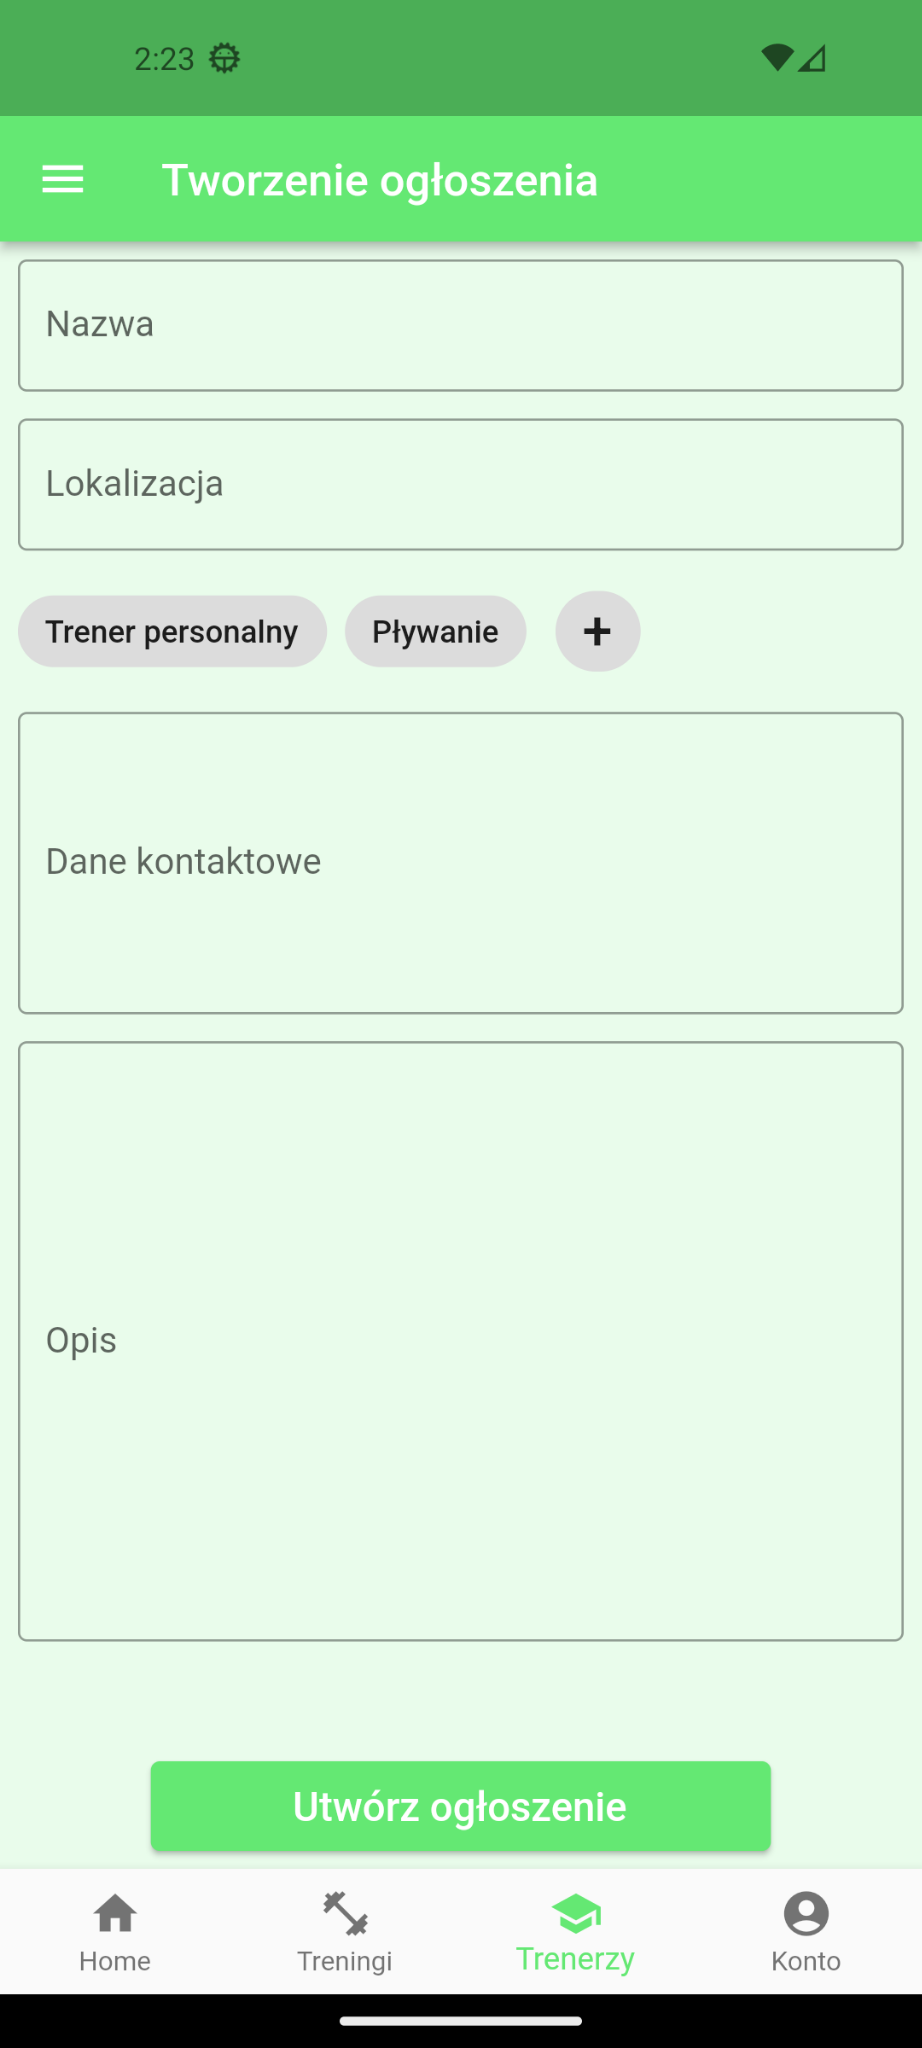 2:23
Tworzenie ogłoszenia
Nazwa
Lokalizacja
Trener personalny Pływanie +
Dane kontaktowe
Opis
Utwórz ogłoszenie
Home Treningi Trenerzy Konto